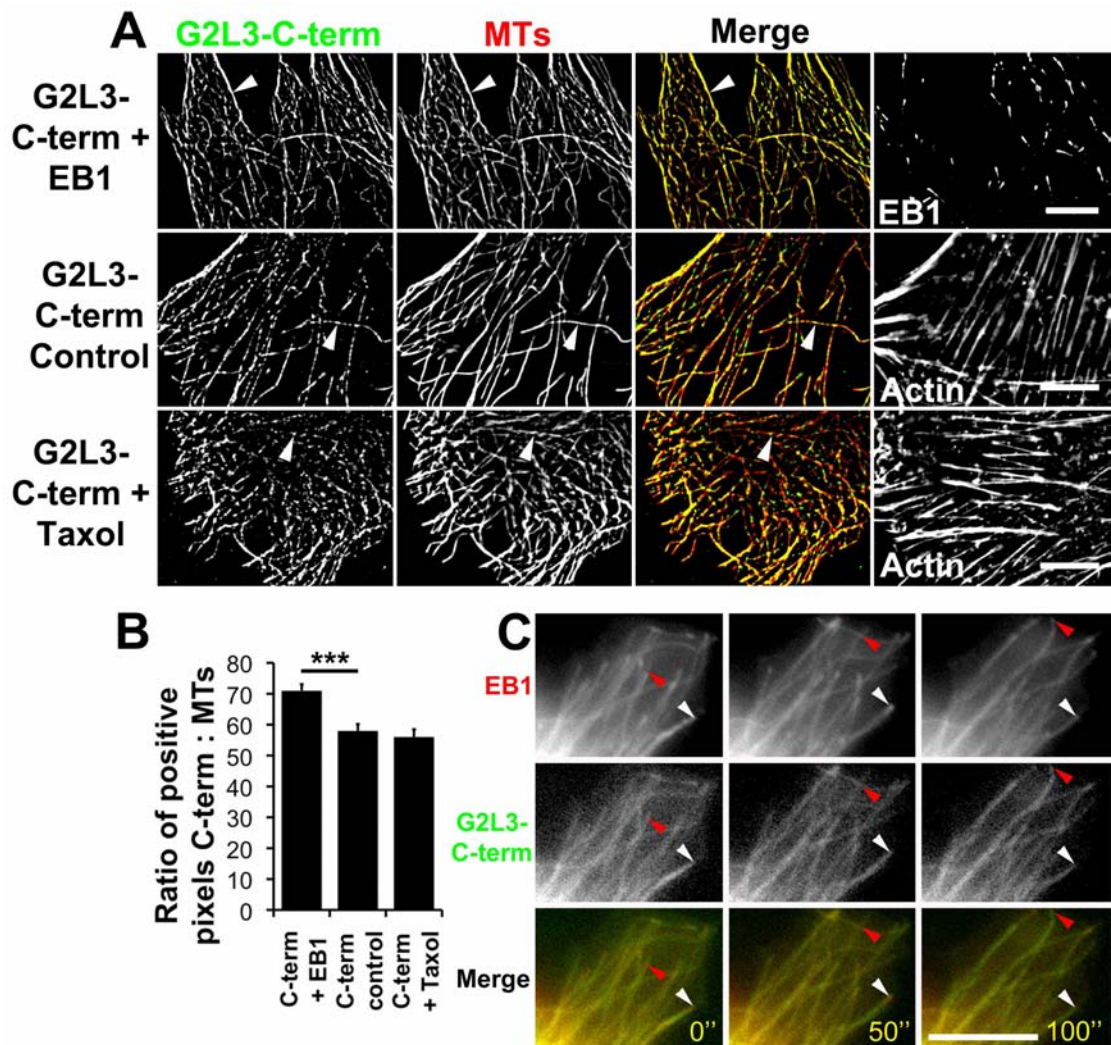 A
G2L3-C-term
MTs
Merge
G2L3-
C-term +
EB1
EB1
G2L3-
C-term
Control
Actin
G2L3-
C-term +
Taxol
Actin
B
Ratio of positive
pixels C-term : MTs
80
70
60
50
40
30
20
10
0
***
C-term
+ EB1
C-term
control
C-term
+ Taxol
C
EB1
G2L3-
C-term
Merge
0''
50''
100''